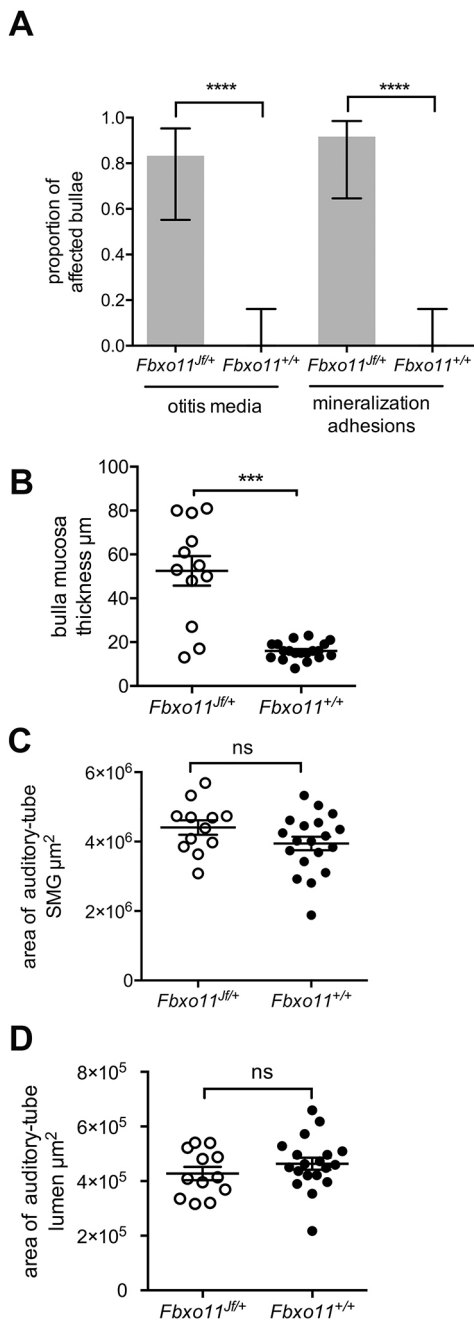 A
**** ****
1.0
0.8
0.6
0.4
0.2
0.0
proportion of
affected bullae
Fbxo11Jf/+ Fbxo11+/+ Fbxo11Jf/+ Fbxo11+/+
otitis media mineralization
adhesions
B
***
100
80
60
40
20
0
bulla mucosa
thickness µm
Fbxo11Jf/+ Fbxo11+/+
C
ns
6×10⁶
4×10⁶
2×10⁶
0
area of auditory-tube
SMG µm²
Fbxo11Jf/+ Fbxo11+/+
D
ns
8×10⁵
6×10⁵
4×10⁵
2×10⁵
0
area of auditory-tube
lumen µm²
Fbxo11Jf/+ Fbxo11+/+